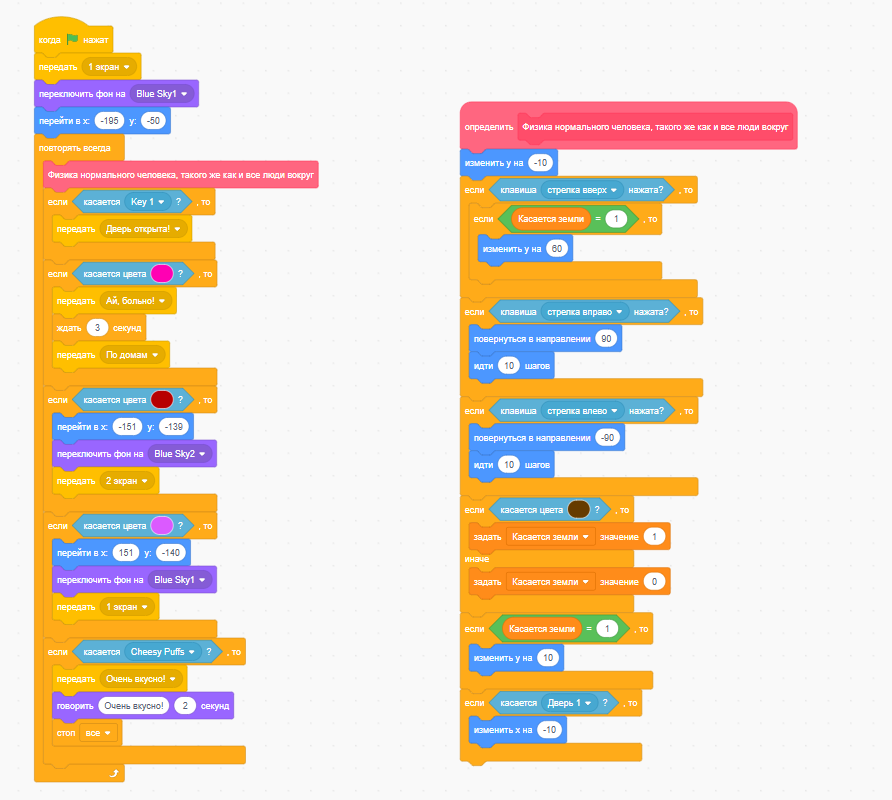 когда нажат
передать 1 экран
переключить фон на Blue Sky1
перейти в x: -195 y: -50
повторять всегда
Физика нормального человека, такого же как и все люди вокруг
если касается Key 1 ? , то
передать Дверь открыта!
если касается цвета ? , то
передать Ай, больно!
ждать 3 секунд
передать По домам
если касается цвета ? , то
перейти в x: -151 y: -139
переключить фон на Blue Sky2
передать 2 экран
если касается цвета ? , то
перейти в x: 151 y: -140
переключить фон на Blue Sky1
передать 1 экран
если касается Cheesy Puffs ? , то
передать Очень вкусно!
говорить Очень вкусно! 2 секунд
стоп все
определить Физика нормального человека, такого же как и все люди вокруг
изменить y на -10
если клавиша стрелка вверх нажата? , то
если Касается земли = 1 , то
изменить y на 60
если клавиша стрелка вправо нажата? , то
повернуться в направлении 90
идти 10 шагов
если клавиша стрелка влево нажата? , то
повернуться в направлении -90
идти 10 шагов
если касается цвета ? , то
задать Касается земли значение 1
иначе
задать Касается земли значение 0
если Касается земли = 1 , то
изменить y на 10
если касается Дверь 1 ? , то
изменить x на -10